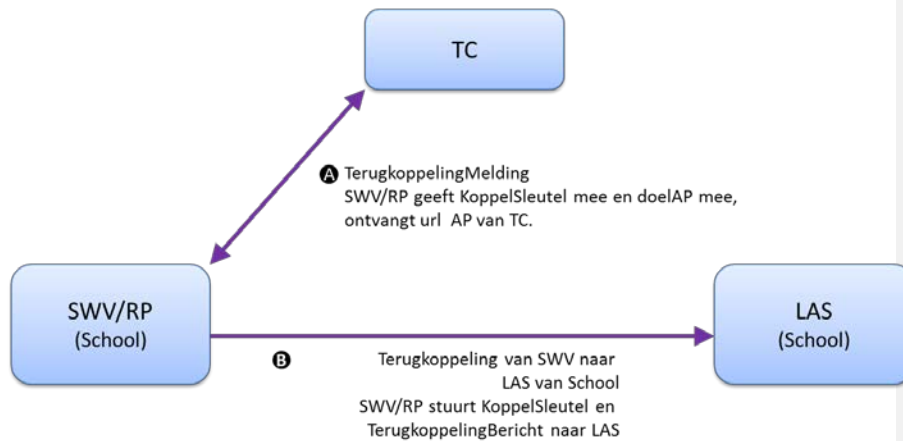 TC
A TerugkoppelingMelding
SWV/RP geeft KoppelSleutel mee en doelAP mee,
ontvangt url AP van TC.
SWV/RP
(School)
LAS
(School)
B Terugkoppeling van SWV naar
LAS van School
SWV/RP stuurt KoppelSleutel en
TerugkoppelingBericht naar LAS